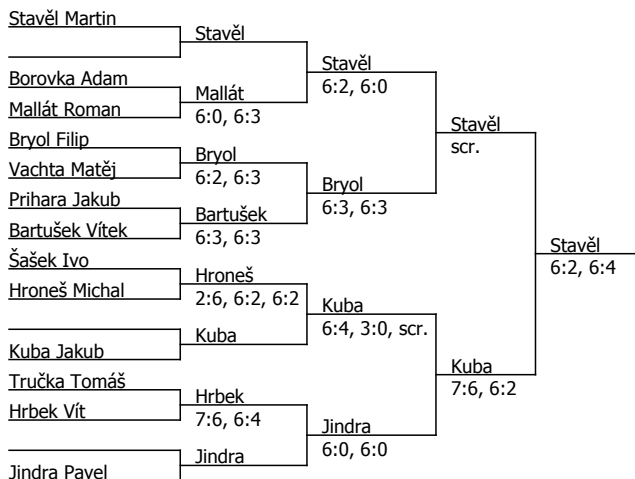 Stavěl Martin
Borovka Adam
Mallát Roman
Bryol Filip
Vachta Matěj
Prihara Jakub
Bartušek Vítek
Šašek Ivo
Hroneš Michal
Kuba Jakub
Tručka Tomáš
Hrbek Vít
Jindra Pavel
Stavěl
Mallát
6:0, 6:3
Bryol
6:2, 6:3
Bartušek
6:3, 6:3
Hroneš
2:6, 6:2, 6:2
Kuba
Hrbek
7:6, 6:4
Jindra
Stavěl
6:2, 6:0
Bryol
6:3, 6:3
Kuba
6:4, 3:0, scr.
Jindra
6:0, 6:0
Stavěl
scr.
Kuba
7:6, 6:2
Stavěl
6:2, 6:4